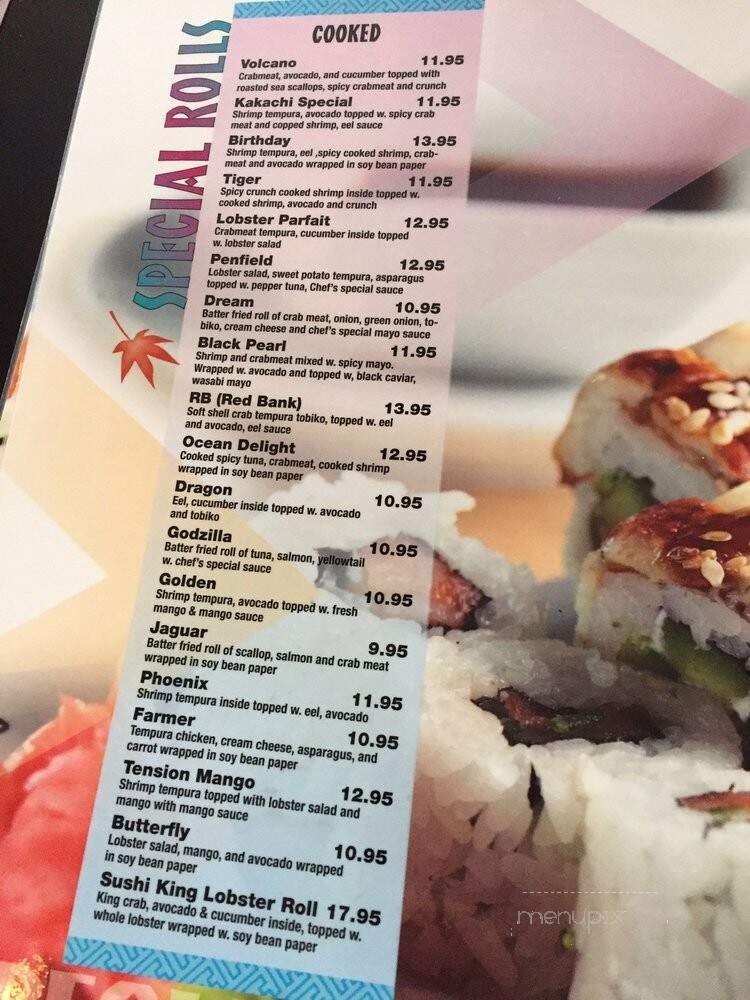 SPECIAL ROLLS
COOKED
Volcano 11.95
Crabmeat, avocado, and cucumber topped with
roasted sea scallops, spicy crabmeat and crunch
Kakachi Special 11.95
Shrimp tempura, avocado topped w. spicy crab
meat and copped shrimp, eel sauce
Birthday 13.95
Shrimp tempura, eel ,spicy cooked shrimp, crab-
meat and avocado wrapped in soy bean paper
Tiger 11.95
Spicy crunch cooked shrimp inside topped w.
cooked shrimp, avocado and crunch
Lobster Parfait 12.95
Crabmeat tempura, cucumber inside topped
w. lobster salad
Penfield 12.95
Lobster salad, sweet potato tempura, asparagus
topped w. pepper tuna, Chef's special sauce
Dream 10.95
Batter fried roll of crab meat, onion, green onion, to-
biko, cream cheese and chef's special mayo sauce
Black Pearl 11.95
Shrimp and crabmeat mixed w. spicy mayo.
Wrapped w. avocado and topped w, black caviar,
wasabi mayo
RB (Red Bank) 13.95
Soft shell crab tempura tobiko, topped w. eel
and avocado, eel sauce
Ocean Delight 12.95
Cooked spicy tuna, crabmeat, cooked shrimp
wrapped in soy bean paper
Dragon 10.95
Eel, cucumber inside topped w. avocado
and tobiko
Godzilla 10.95
Batter fried roll of tuna, salmon, yellowtail
w. chef's special sauce
Golden 10.95
Shrimp tempura, avocado topped w. fresh
mango & mango sauce
Jaguar 9.95
Batter fried roll of scallop, salmon and crab meat
wrapped in soy bean paper
Phoenix 11.95
Shrimp tempura inside topped w. eel, avocado
Farmer 10.95
Tempura chicken, cream cheese, asparagus, and
carrot wrapped in soy bean paper
Tension Mango 12.95
Shrimp tempura topped with lobster salad and
mango with mango sauce
Butterfly 10.95
Lobster salad, mango, and avocado wrapped
in soy bean paper
Sushi King Lobster Roll 17.95
King crab, avocado & cucumber inside, topped w.
whole lobster wrapped w. soy bean paper
menupix